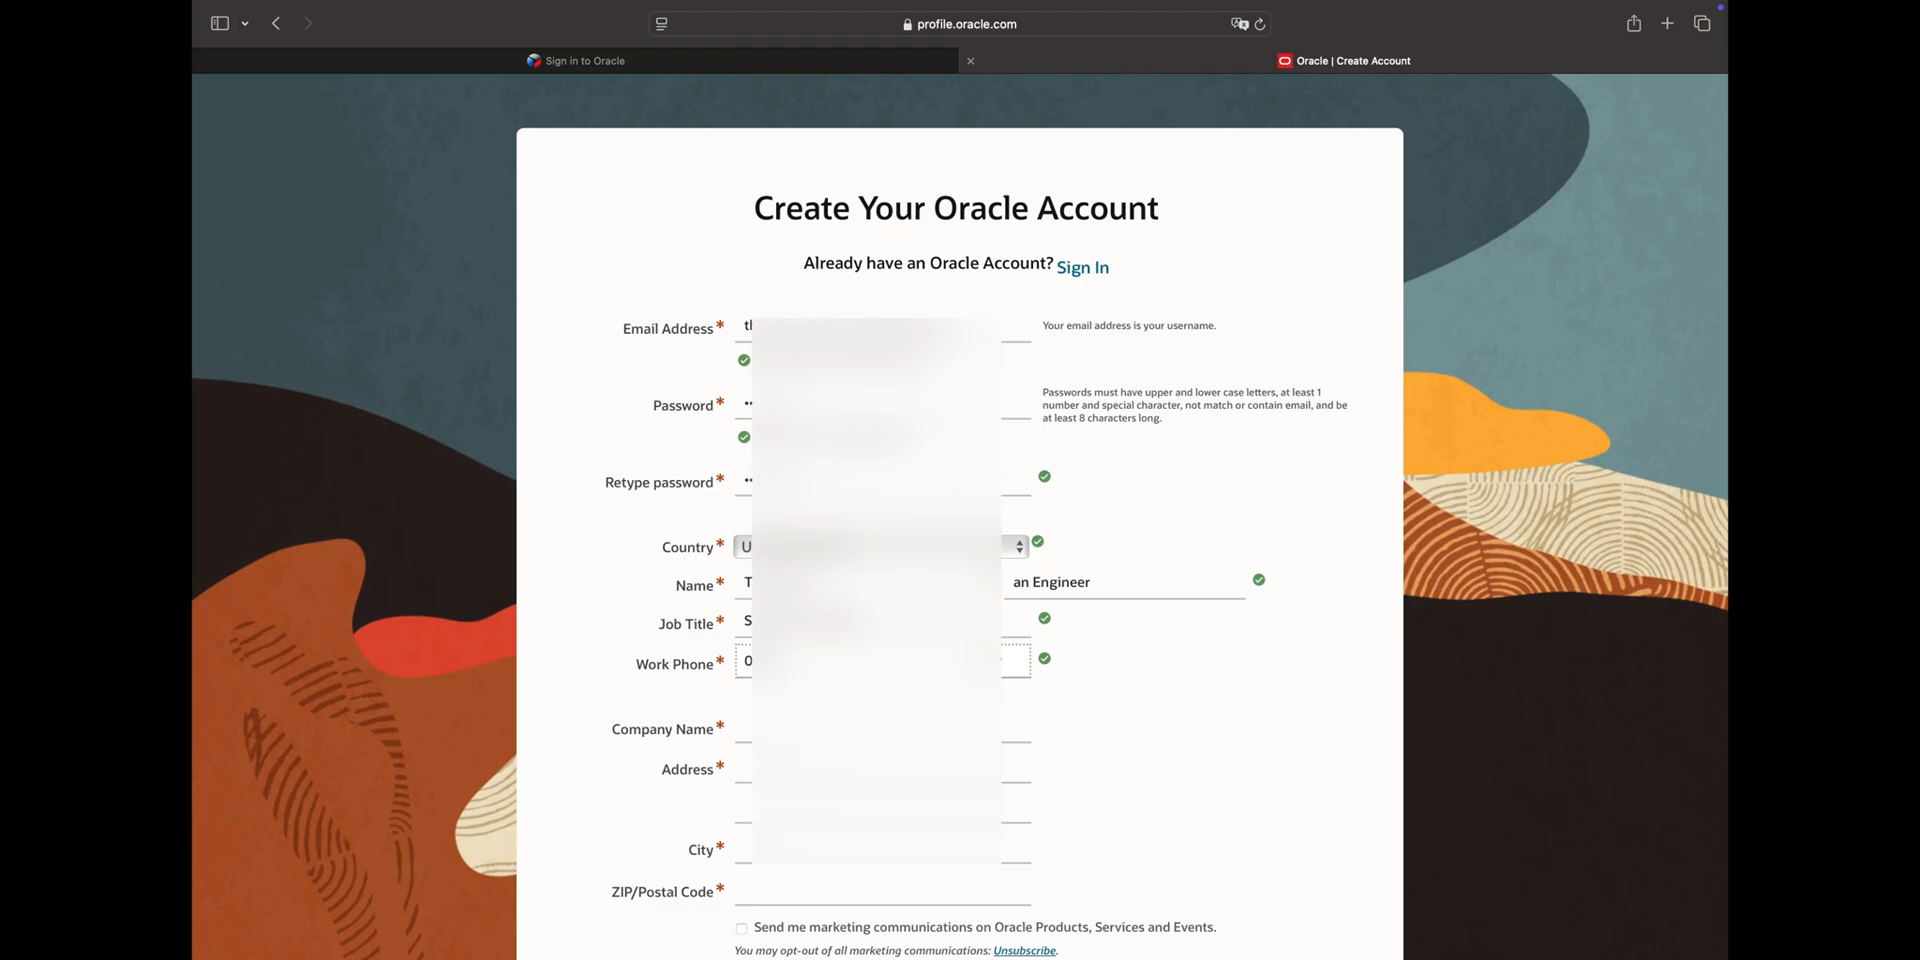 profile.oracle.com
Sign in to Oracle
Oracle | Create Account
Create Your Oracle Account
Already have an Oracle Account? Sign In
Email Address*
Your email address is your username.
Password*
Passwords must have upper and lower case letters, at least 1
number and special character, not match or contain email, and be
at least 8 characters long.
Retype password*
Country* U
Name* T an Engineer
Job Title* S
Work Phone* 0
Company Name*
Address*
City*
ZIP/Postal Code*
Send me marketing communications on Oracle Products, Services and Events.
You may opt-out of all marketing communications: Unsubscribe.